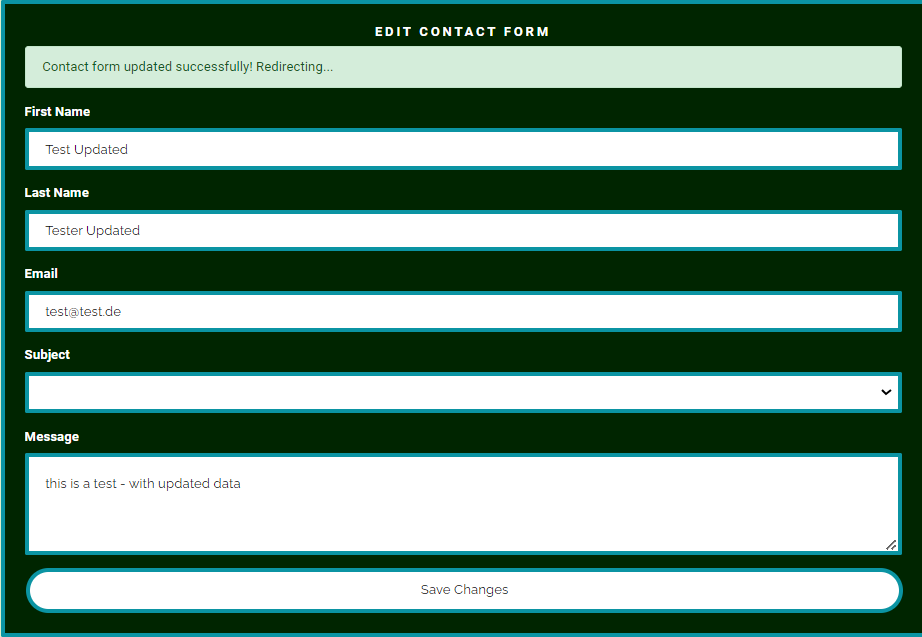 EDIT CONTACT FORM
Contact form updated successfully! Redirecting...
First Name
Test Updated
Last Name
Tester Updated
Email
test@test.de
Subject
Message
this is a test - with updated data
Save Changes